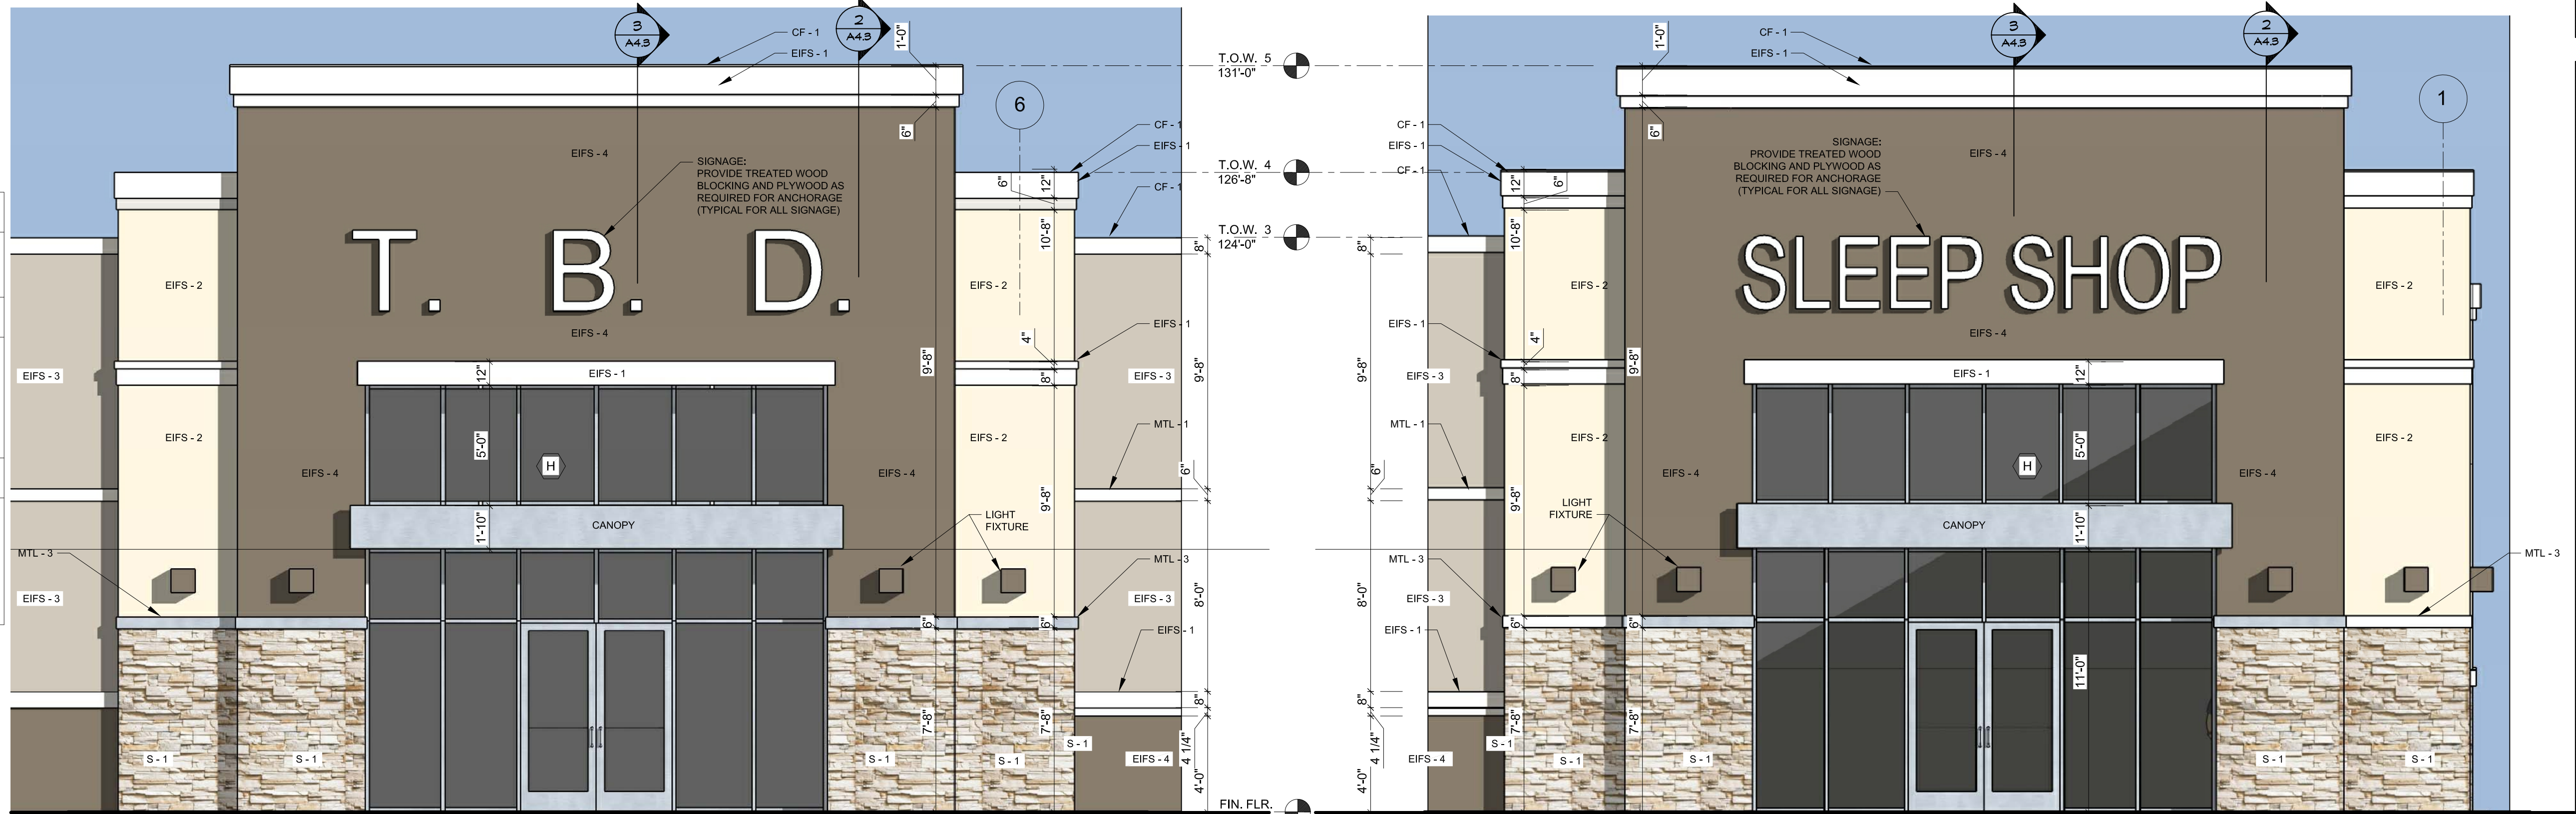 3
A4.3
2
A4.3
CF - 1
EIFS - 1
1'-0"
6"
6
EIFS - 4
SIGNAGE:
PROVIDE TREATED WOOD
BLOCKING AND PLYWOOD AS
REQUIRED FOR ANCHORAGE
(TYPICAL FOR ALL SIGNAGE)
T. B. D.
EIFS - 4
EIFS - 2
EIFS - 2
EIFS - 3
EIFS - 2
EIFS - 2
EIFS - 1
12"
5'-0"
H
EIFS - 4
EIFS - 4
9'-8"
1'-10"
CANOPY
LIGHT
FIXTURE
MTL - 3
EIFS - 3
S - 1
S - 1
S - 1
S - 1
S - 1
6"
7'-8"
6"
12"
10'-8"
4"
8"
9'-8"
6"
7'-8"
CF - 1
EIFS - 1
CF - 1
EIFS - 1
EIFS - 3
MTL - 1
MTL - 3
EIFS - 3
EIFS - 1
EIFS - 4
8"
9'-8"
6"
8'-0"
8"
4 1/4"
4'-0"
T.O.W. 5
131'-0"
T.O.W. 4
126'-8"
T.O.W. 3
124'-0"
FIN. FLR.
3
A4.3
2
A4.3
CF - 1
EIFS - 1
1'-0"
6"
1
CF - 1
EIFS - 1
CF - 1
12"
6"
10'-8"
EIFS - 4
SIGNAGE:
PROVIDE TREATED WOOD
BLOCKING AND PLYWOOD AS
REQUIRED FOR ANCHORAGE
(TYPICAL FOR ALL SIGNAGE)
SLEEP SHOP
EIFS - 4
EIFS - 2
EIFS - 2
EIFS - 1
4"
8"
8"
9'-8"
9'-8"
EIFS - 1
12"
EIFS - 3
MTL - 1
EIFS - 2
EIFS - 2
EIFS - 4
EIFS - 4
H
5'-0"
6"
9'-8"
LIGHT
FIXTURE
CANOPY
1'-10"
MTL - 3
MTL - 3
EIFS - 3
8'-0"
6"
6"
EIFS - 1
11'-0"
8"
7'-8"
7'-8"
4 1/4"
4'-0"
EIFS - 4
S - 1
S - 1
S - 1
S - 1
S - 1